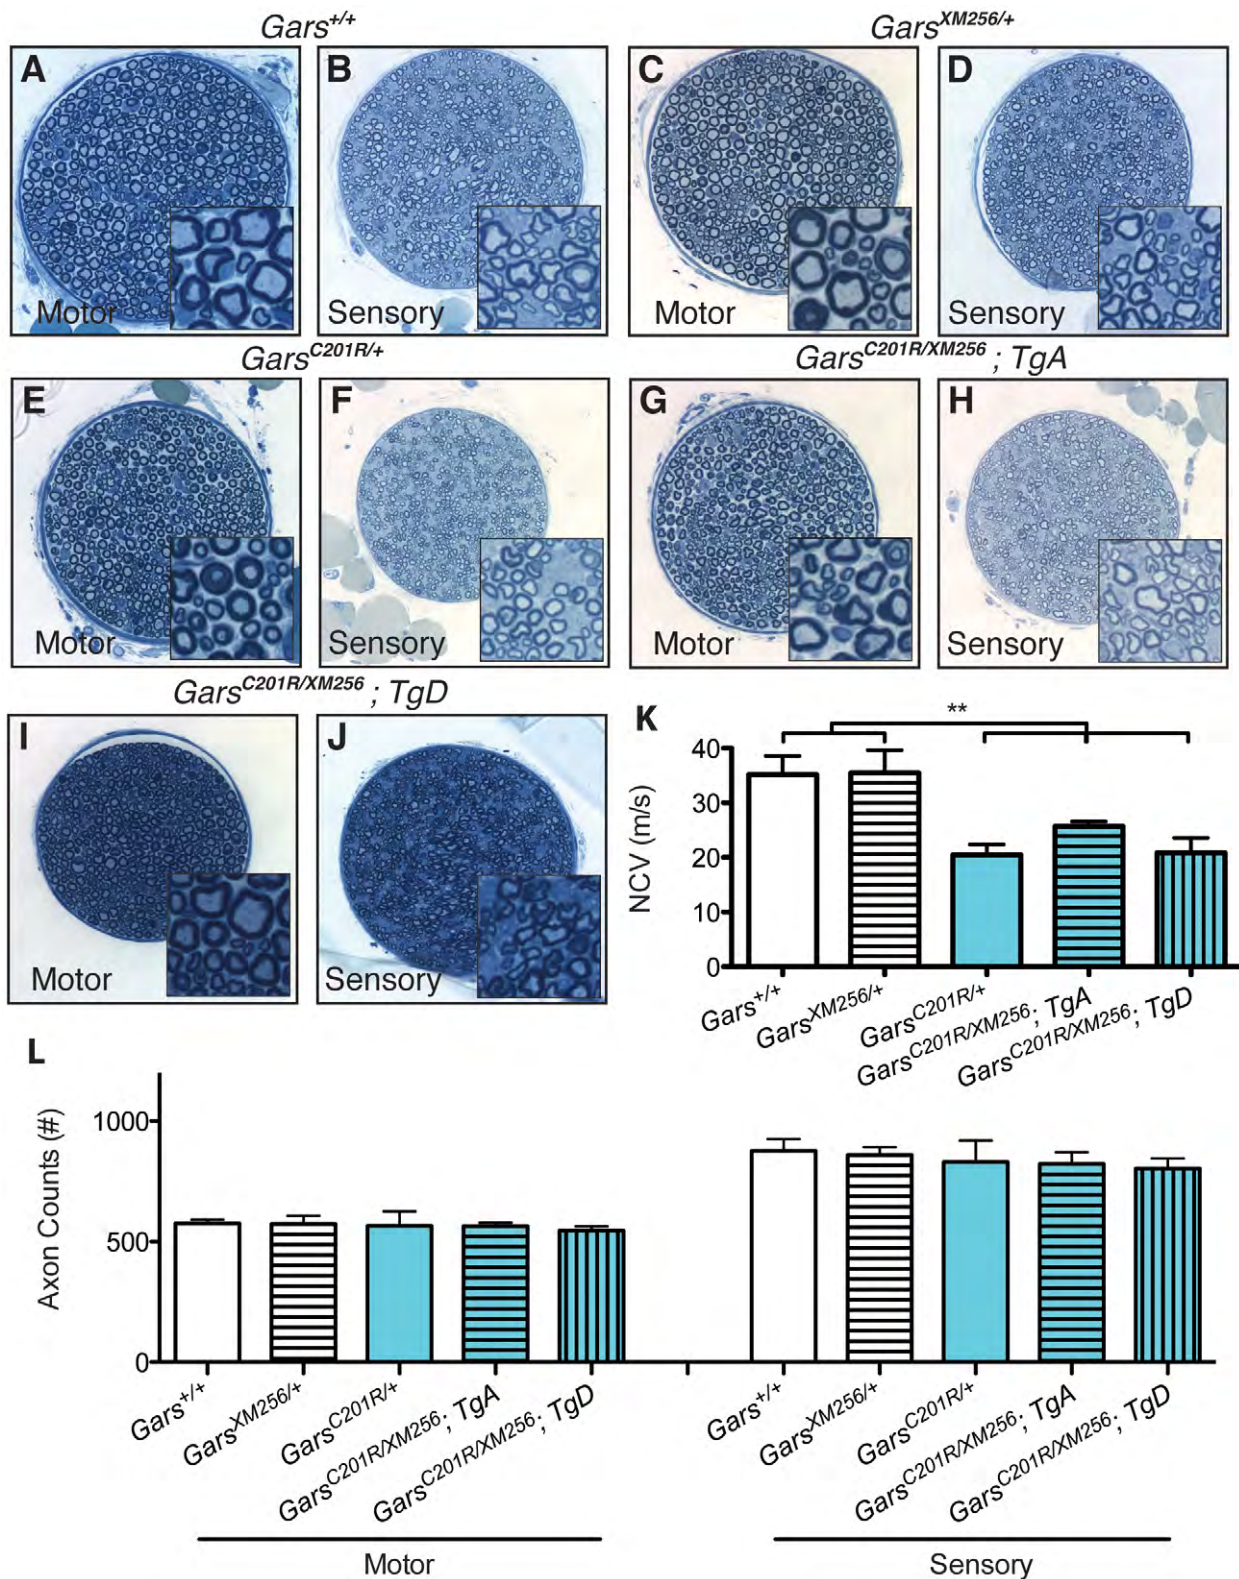 Gars+/+
GarsXM256/+
A
B
C
D
Motor
Sensory
Motor
Sensory
GarsC201R/+
GarsC201R/XM256 ; TgA
E
F
G
H
Motor
Sensory
Motor
Sensory
GarsC201R/XM256 ; TgD
I
J
Motor
Sensory
K
**
NCV (m/s)
40
30
20
10
0
Gars+/+
GarsXM256/+
GarsC201R/+
GarsC201R/XM256; TgA
GarsC201R/XM256; TgD
L
Axon Counts (#)
1000
500
0
Gars+/+
GarsXM256/+
GarsC201R/+
GarsC201R/XM256; TgA
GarsC201R/XM256; TgD
Gars+/+
GarsXM256/+
GarsC201R/+
GarsC201R/XM256; TgA
GarsC201R/XM256; TgD
Motor
Sensory